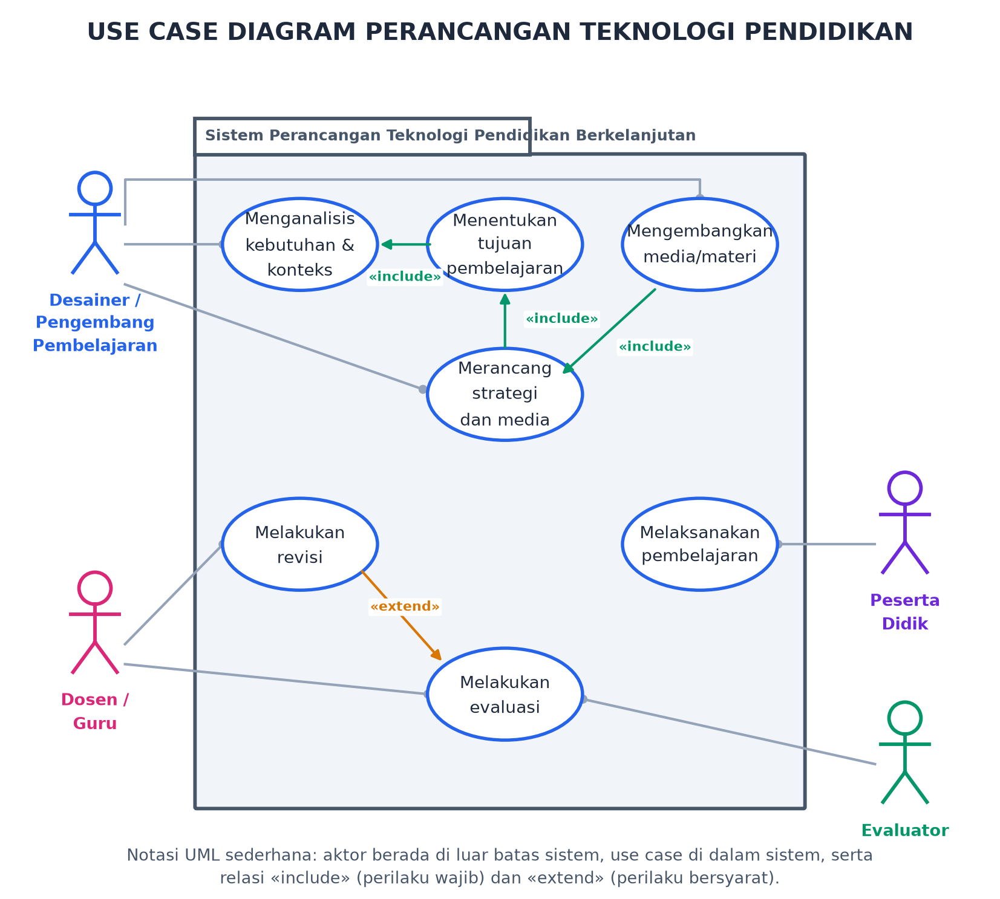 USE CASE DIAGRAM PERANCANGAN TEKNOLOGI PENDIDIKAN
Sistem Perancangan Teknologi Pendidikan Berkelanjutan
Menganalisis
kebutuhan &
konteks
Menentukan
tujuan
pembelajaran
Mengembangkan
media/materi
«include»
Desainer /
Pengembang
Pembelajaran
«include»
«include»
Merancang
strategi
dan media
Melakukan
revisi
Melaksanakan
pembelajaran
«extend»
Peserta
Didik
Dosen /
Guru
Melakukan
evaluasi
Evaluator
Notasi UML sederhana: aktor berada di luar batas sistem, use case di dalam sistem, serta
relasi «include» (perilaku wajib) dan «extend» (perilaku bersyarat).